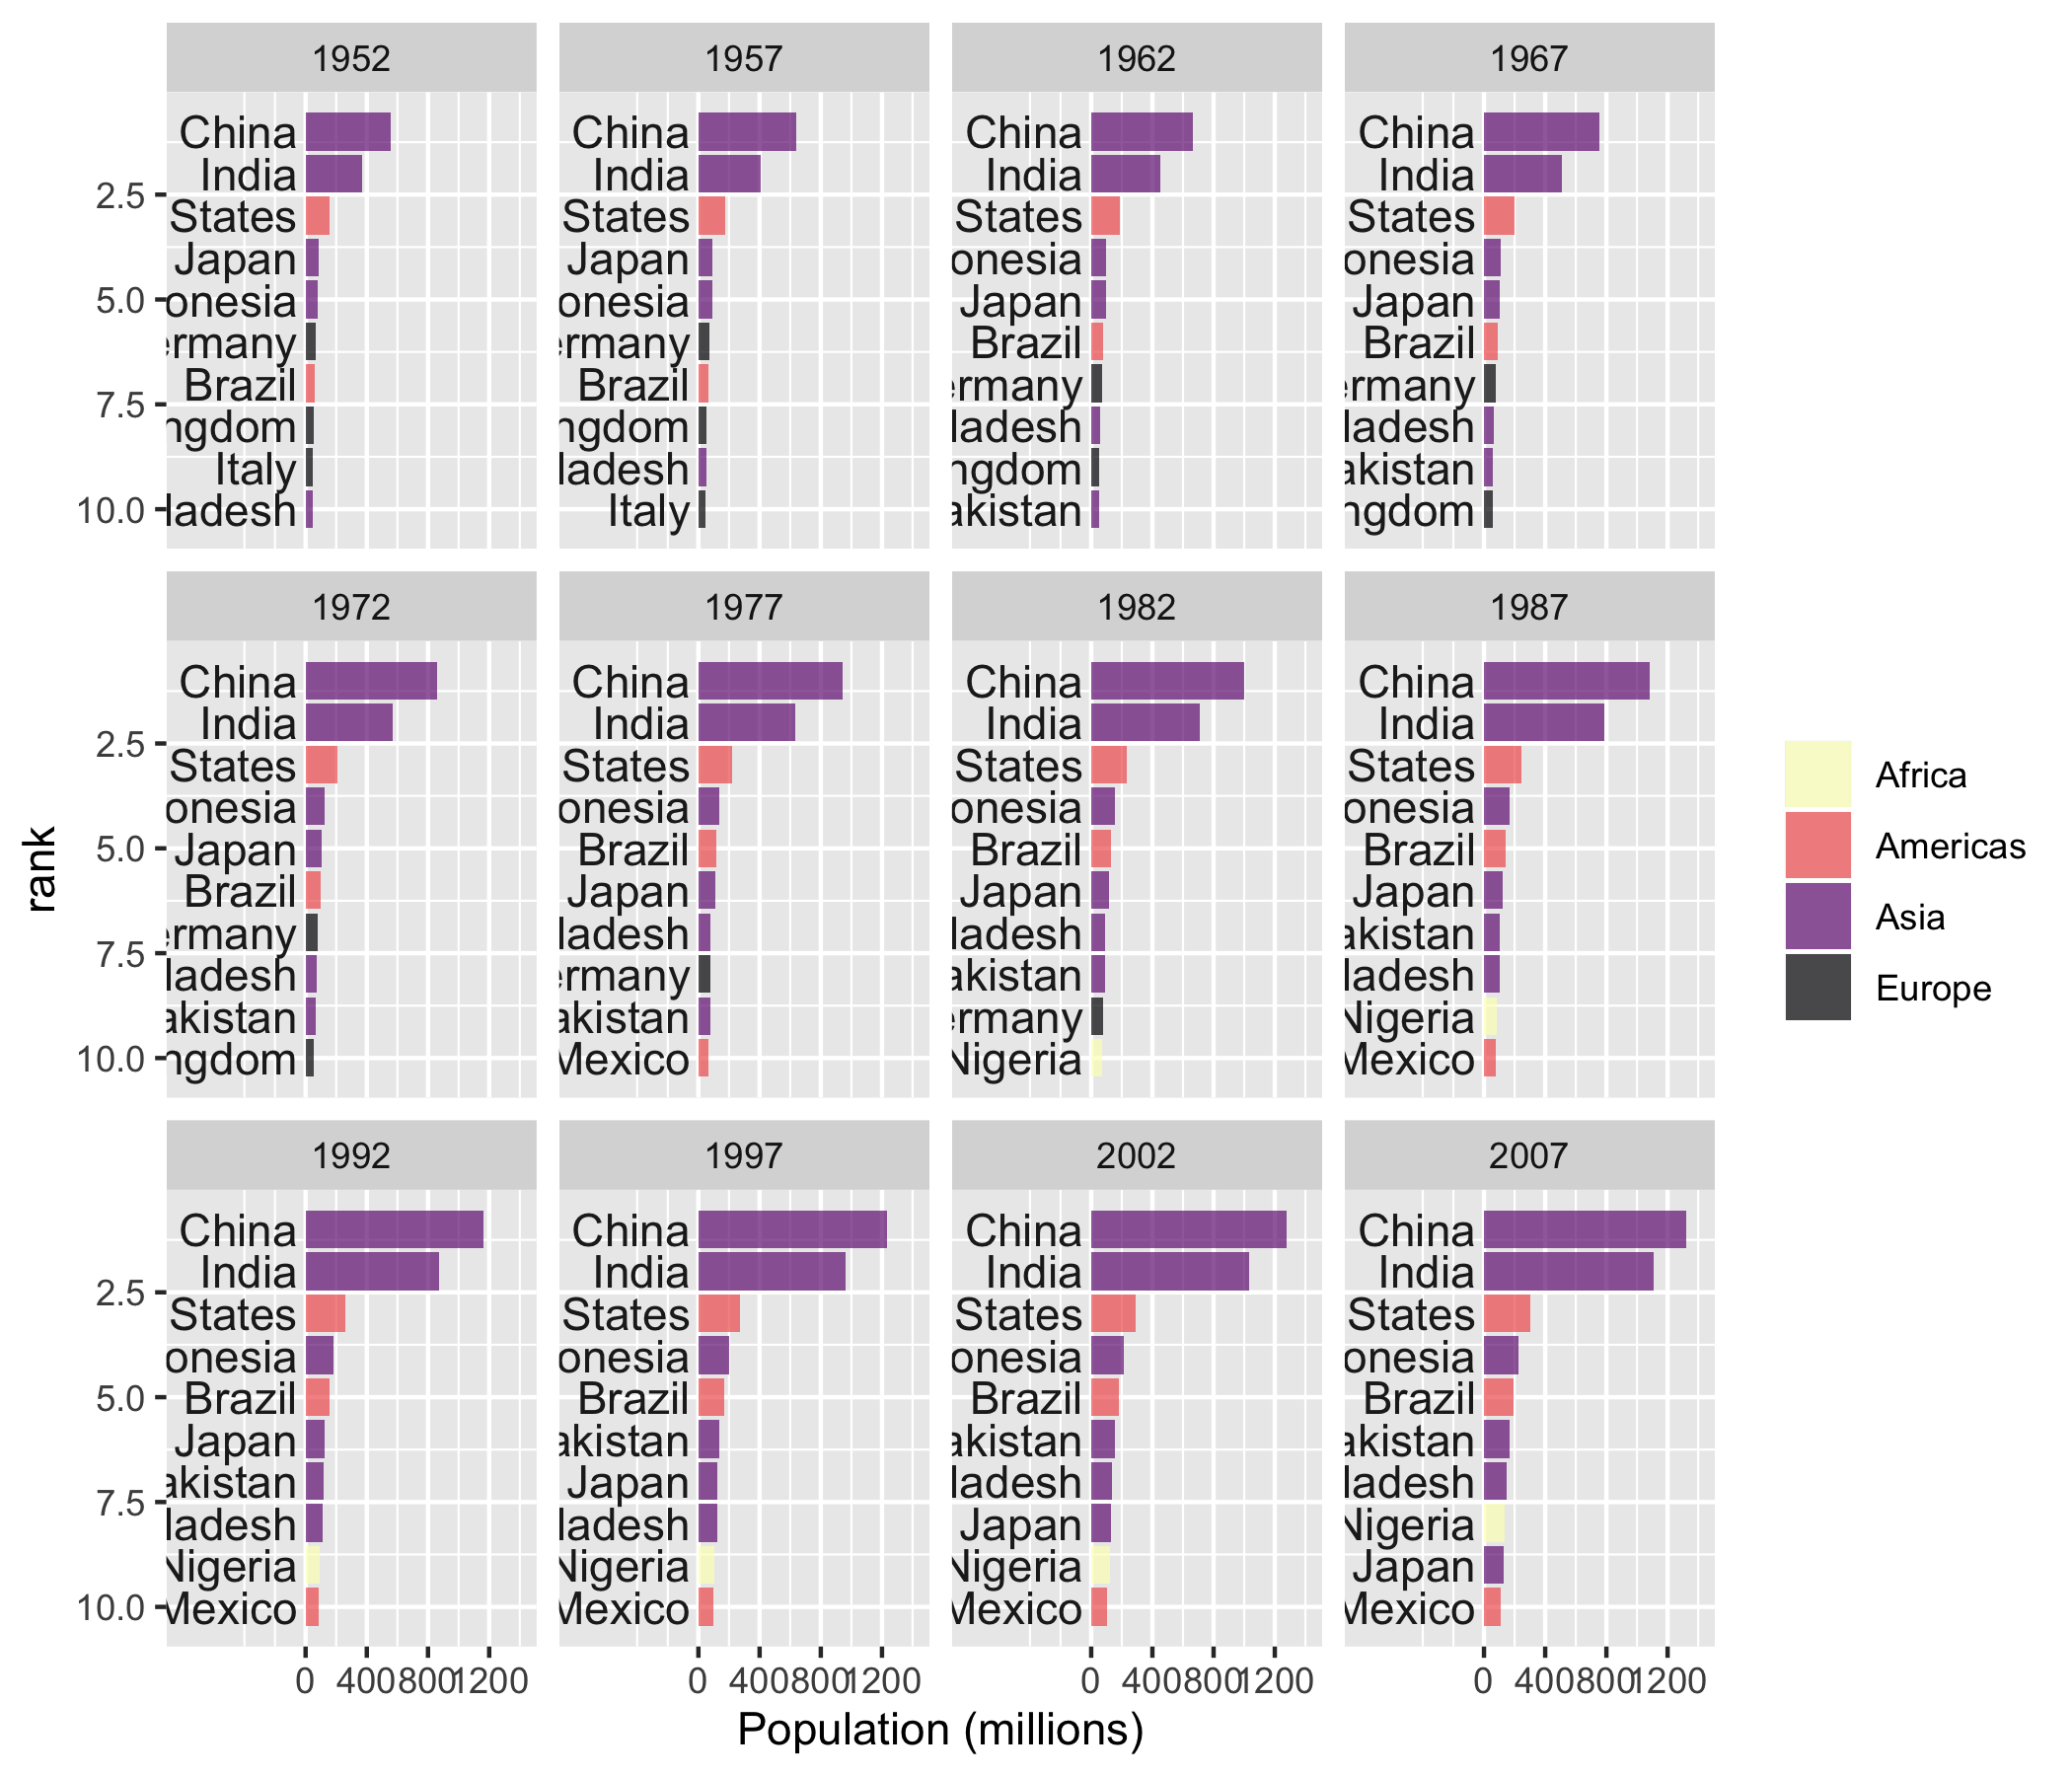 1952 1957 1962 1967
China
India
States
Japan
onesia
ermany
Brazil
ngdom
Italy
ladesh
China
India
States
Japan
onesia
ermany
Brazil
ngdom
ladesh
Italy
China
India
States
onesia
Japan
Brazil
ermany
ladesh
ngdom
akistan
China
India
States
onesia
Japan
Brazil
ermany
ladesh
akistan
ngdom
2.5
5.0
7.5
10.0
1972 1977 1982 1987
China
India
States
onesia
Japan
Brazil
ermany
ladesh
akistan
ngdom
China
India
States
onesia
Brazil
Japan
ladesh
ermany
akistan
Mexico
China
India
States
onesia
Brazil
Japan
ladesh
akistan
ermany
Nigeria
China
India
States
onesia
Brazil
Japan
akistan
ladesh
Nigeria
Mexico
2.5
5.0
7.5
10.0
1992 1997 2002 2007
China
India
States
onesia
Brazil
Japan
akistan
ladesh
Nigeria
Mexico
China
India
States
onesia
Brazil
akistan
Japan
ladesh
Nigeria
Mexico
China
India
States
onesia
Brazil
akistan
ladesh
Japan
Nigeria
Mexico
China
India
States
onesia
Brazil
akistan
ladesh
Nigeria
Japan
Mexico
2.5
5.0
7.5
10.0
0 400 800 1200 0 400 800 1200 0 400 800 1200 0 400 800 1200
Population (millions)
rank
Africa
Americas
Asia
Europe